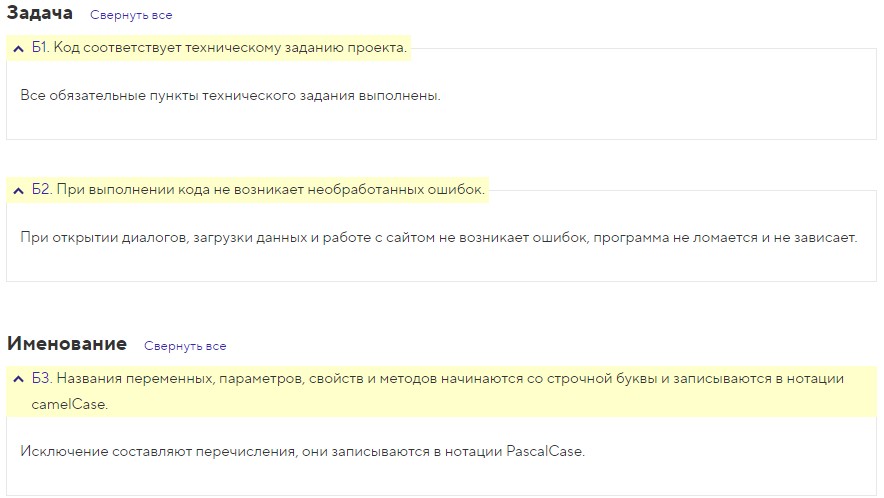 Задача Свернуть все
Б1. Код соответствует техническому заданию проекта.
Все обязательные пункты технического задания выполнены.
Б2. При выполнении кода не возникает необработанных ошибок.
При открытии диалогов, загрузки данных и работе с сайтом не возникает ошибок, программа не ломается и не зависает.
Именование Свернуть все
Б3. Названия переменных, параметров, свойств и методов начинаются со строчной буквы и записываются в нотации
camelCase.
Исключение составляют перечисления, они записываются в нотации PascalCase.